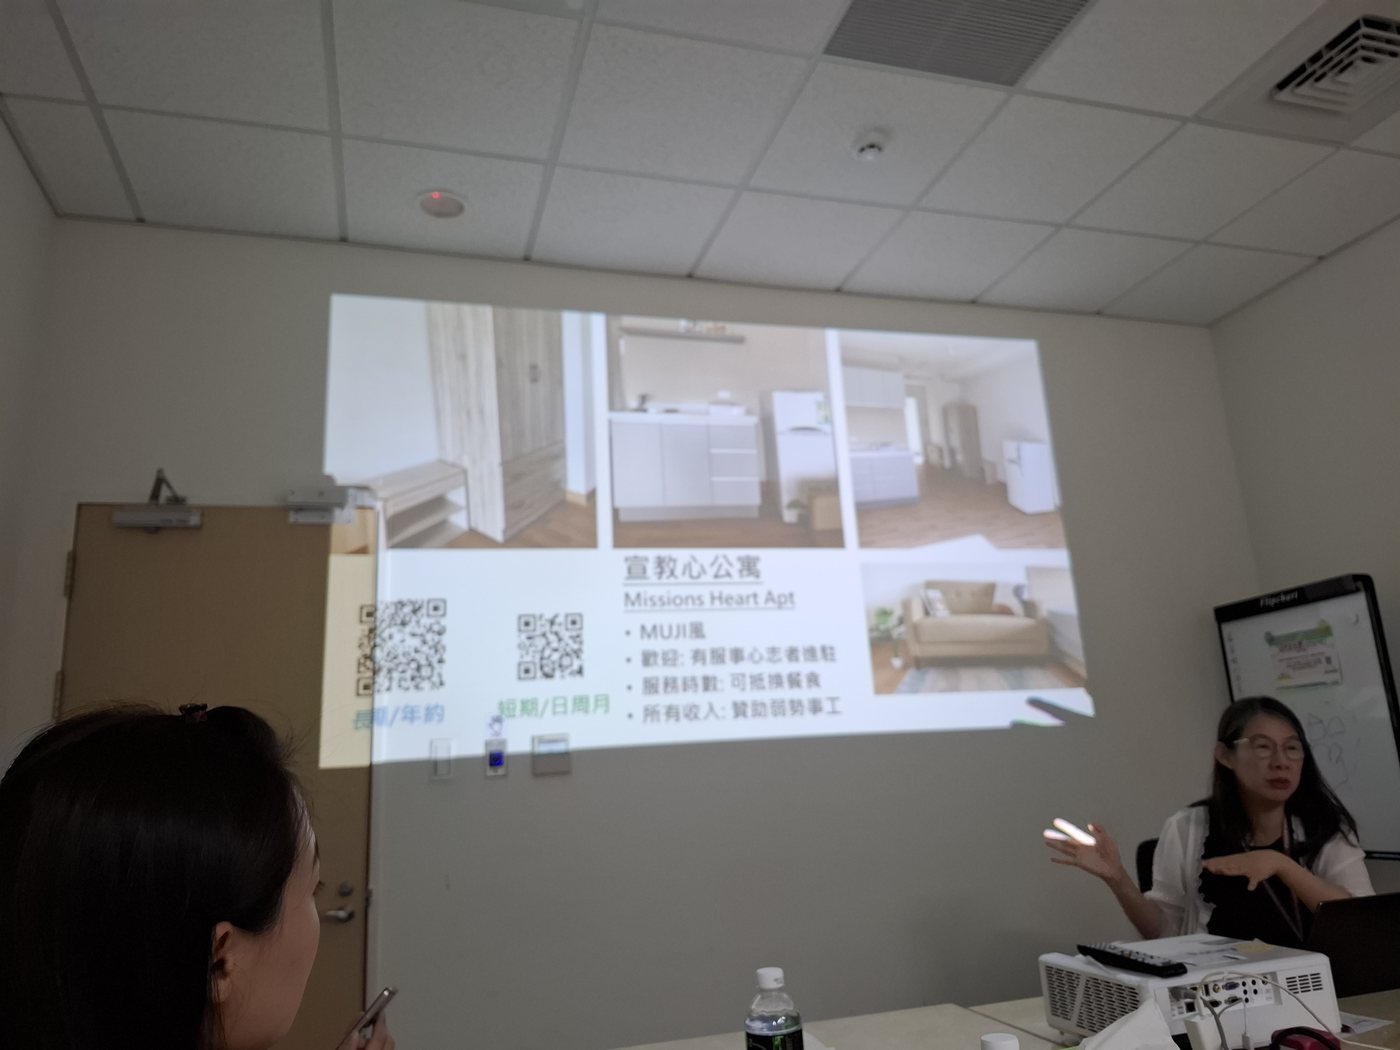 宣教心公寓
Missions Heart Apt
• MUJI風
• 歡迎: 有服事心志者進駐
• 服務時數: 可抵換餐食
• 所有收入: 贊助弱勢事工
長期/年約
短期/日周月
Flipchart